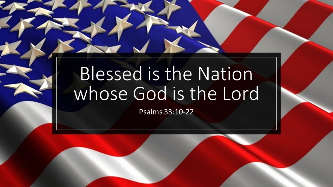 Blessed is the Nation
whose God is the Lord
Psalms 33:10-22